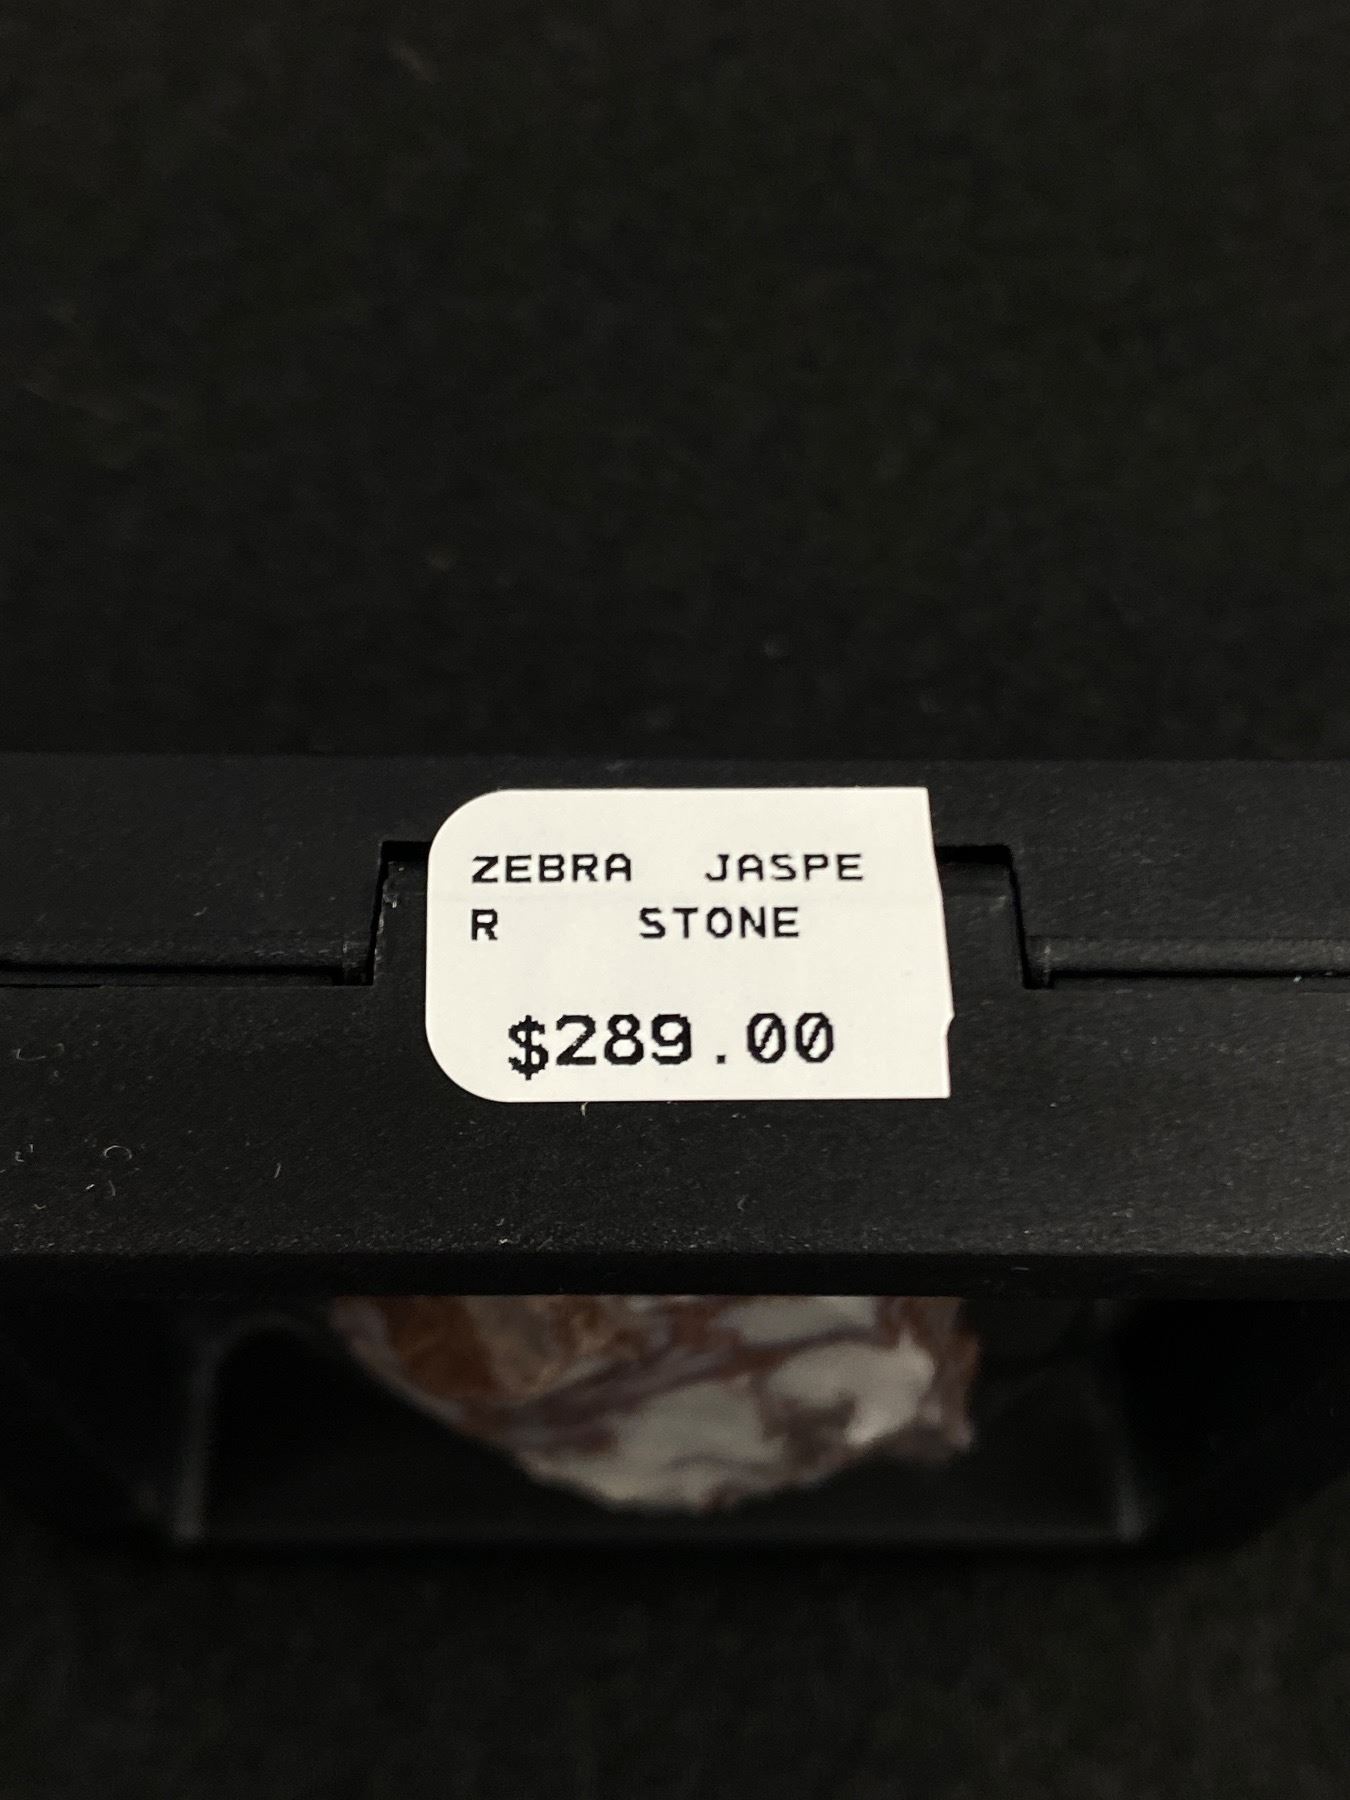 ZEBRA JASPE
R STONE
$289.00